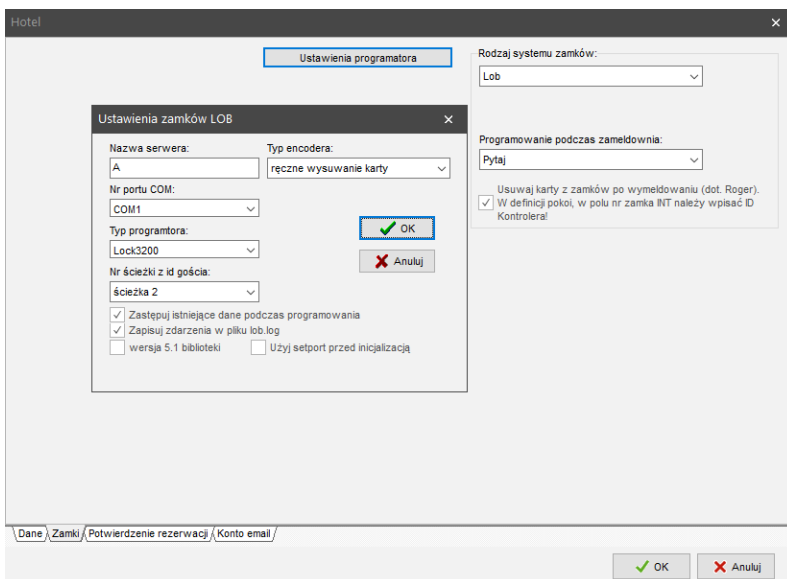 Hotel
Ustawienia programatora
Rodzaj systemu zamków:
Lob
Programowanie podczas zameldownia:
Pytaj
Usuwaj karty z zamków po wymeldowaniu (dot. Roger).
W definicji pokoi, w polu nr zamka INT należy wpisać ID
Kontrolera!
Ustawienia zamków LOB
Nazwa serwera:
A
Typ encodera:
ręczne wysuwanie karty
Nr portu COM:
COM1
Typ programtora:
Lock3200
Nr ścieżki z id gościa:
ścieżka 2
OK
Anuluj
Zastępuj istniejące dane podczas programowania
Zapisuj zdarzenia w pliku lob.log
wersja 5.1 biblioteki
Użyj setport przed inicjalizacją
Dane
Zamki
Potwierdzenie rezerwacji
Konto email
OK
Anuluj